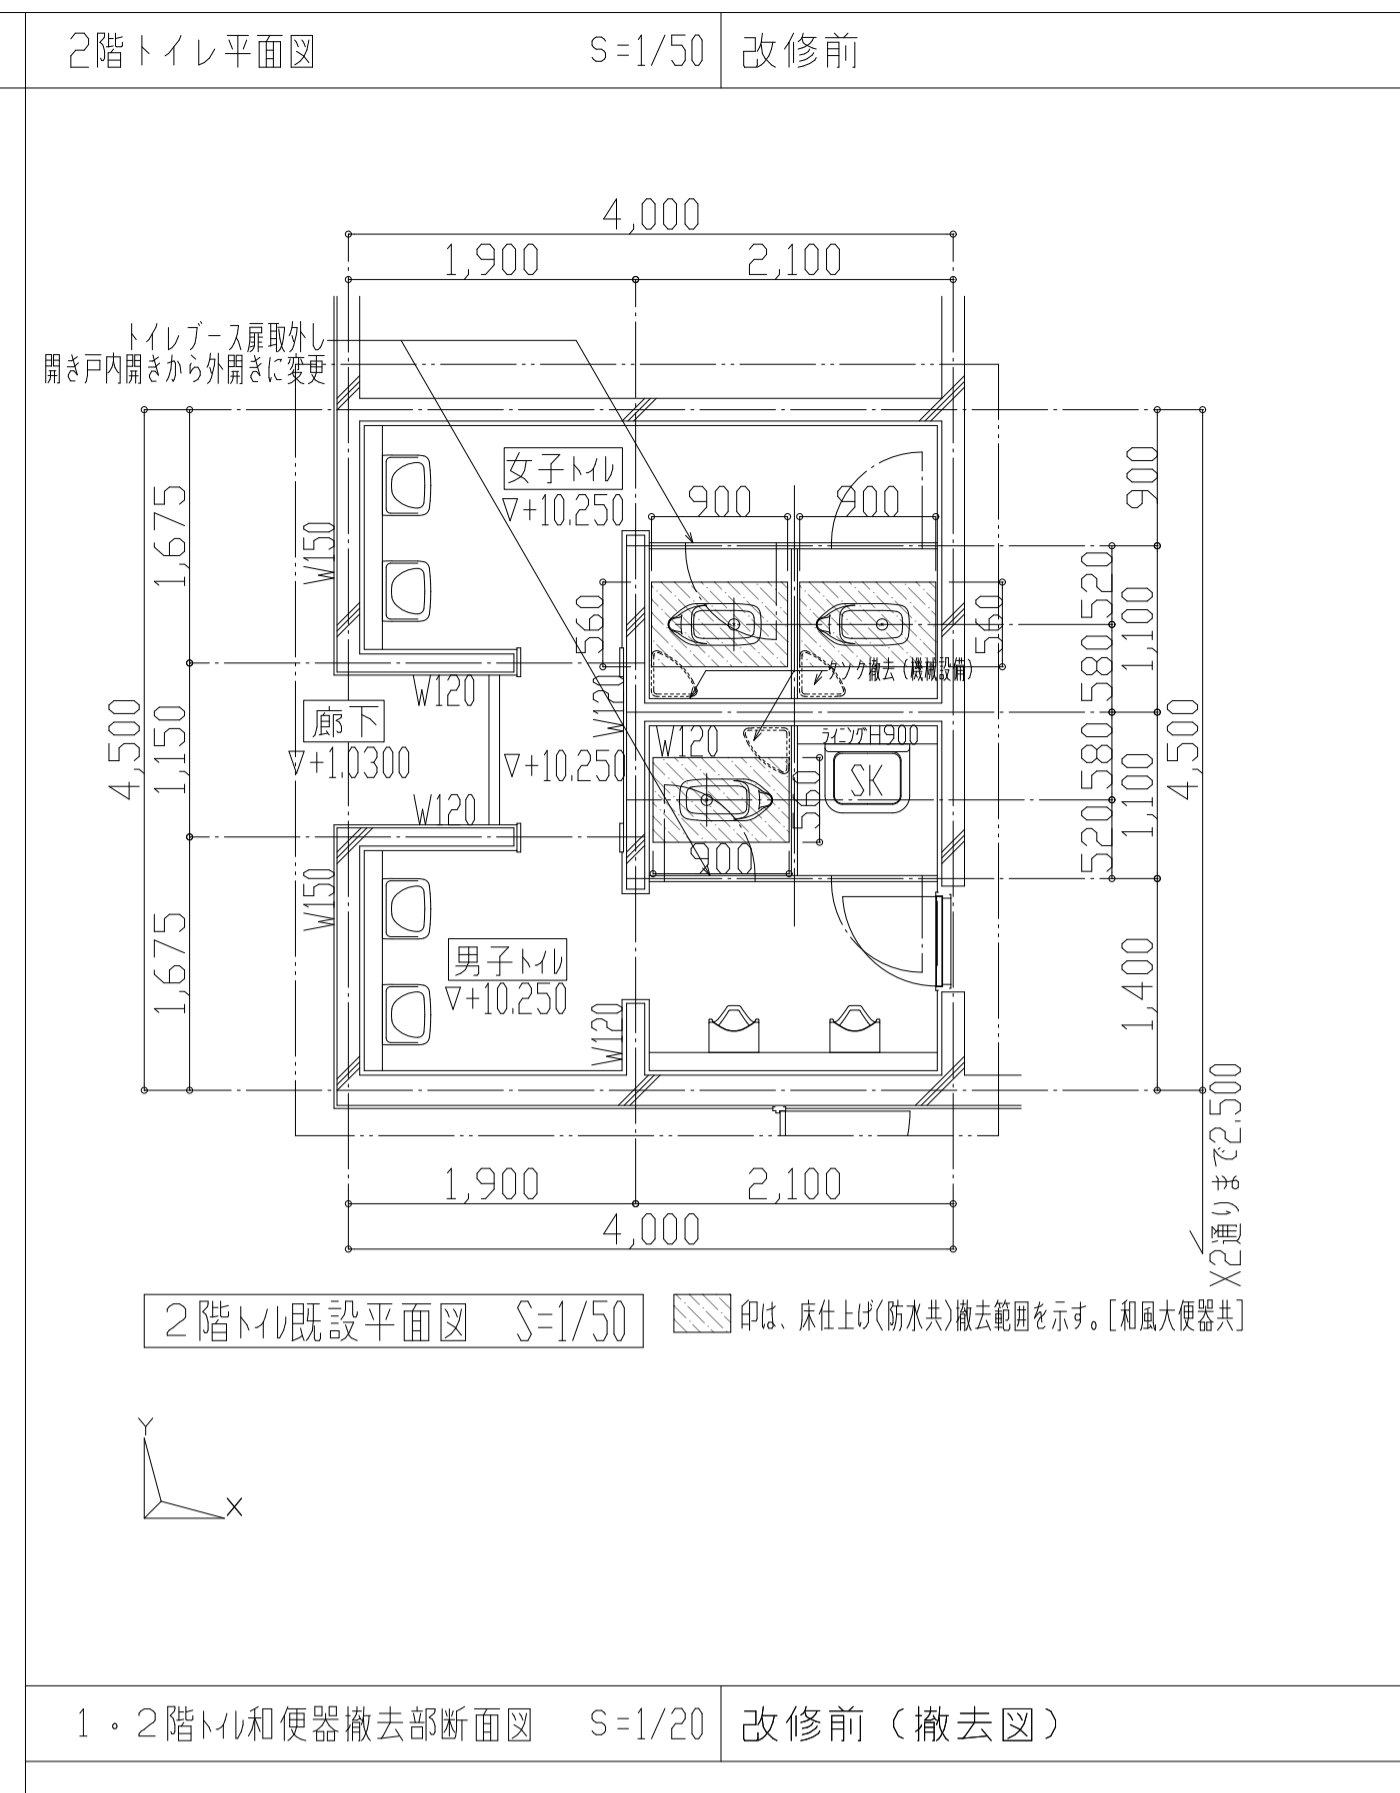 2階トイレ平面図 S=1/50 改修前
4,000
1,900 2,100
トイレブース扉取外し
開き戸内開きから外開きに変更
女子トイレ
▽+10.250
900 900
900
1,675
W150
560
560
520
1,100
580
タンク撤去(機械設備)
W120
W120
廊下
▽+1.0300
▽+10.250
W120
ライニングH900
SK
560
4,500
1,150
580
1,100
4,500
W120
900
520
W150
男子トイレ
▽+10.250
1,675
W120
1,400
X2通りまで2.500
1,900 2,100
4,000
2階トイレ既設平面図 S=1/50
印は、床仕上げ(防水共)撤去範囲を示す。[和風大便器共]
Y
X
1・2階トイレ和便器撤去部断面図 S=1/20 改修前(撤去図)